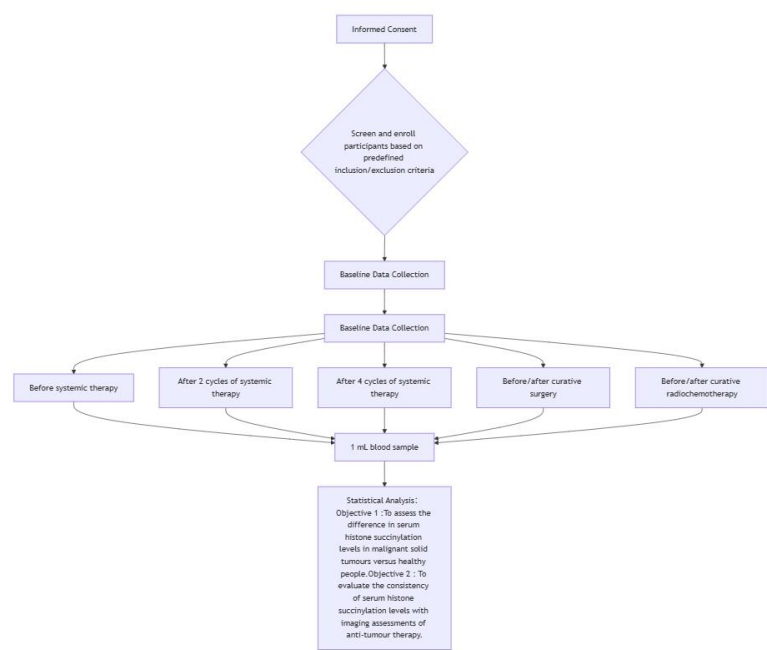 Informed Consent
Screen and enroll
participants based on
predefined
inclusion/exclusion criteria
Baseline Data Collection
Baseline Data Collection
Before systemic therapy
After 2 cycles of systemic
therapy
After 4 cycles of systemic
therapy
Before/after curative
surgery
Before/after curative
radiochemotherapy
1 mL blood sample
Statistical Analysis：
Objective 1 :To assess the
difference in serum
histone succinylation
levels in malignant solid
tumours versus healthy
people.Objective 2 : To
evaluate the consistency
of serum histone
succinylation levels with
imaging assessments of
anti-tumour therapy.